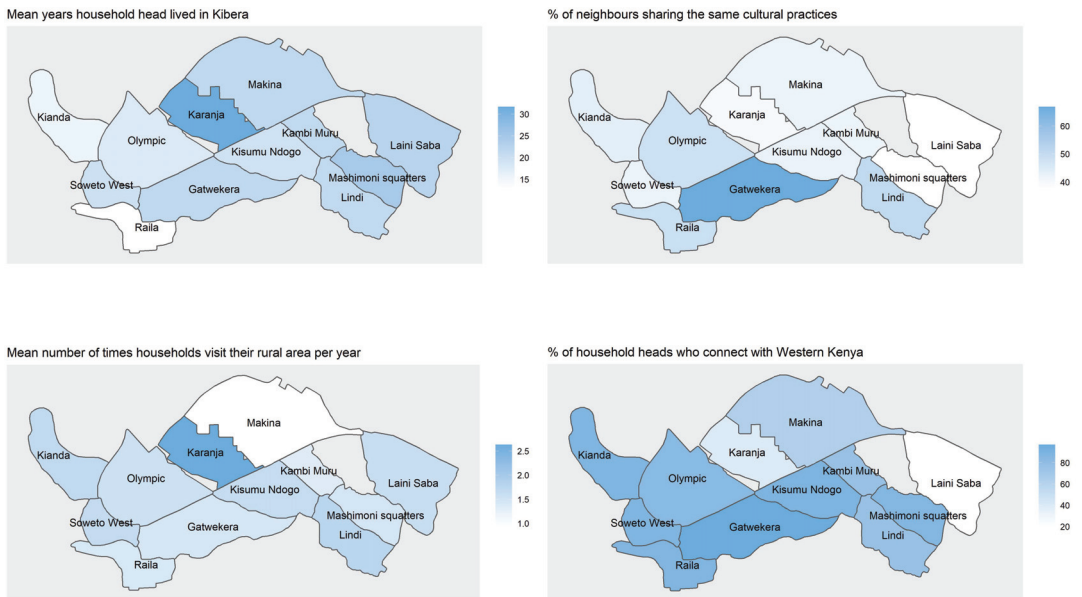 Mean years household head lived in Kibera
Makina
Kianda
Karanja
Olympic
Kambi Muru
Kisumu Ndogo
Laini Saba
Soweto West
Gatwekera
Mashimoni squatters
Lindi
Raila
30
25
20
15
% of neighbours sharing the same cultural practices
Makina
Kianda
Karanja
Olympic
Kambi Muru
Kisumu Ndogo
Laini Saba
Soweto West
Gatwekera
Mashimoni squatters
Lindi
Raila
60
50
40
Mean number of times households visit their rural area per year
Makina
Kianda
Karanja
Olympic
Kambi Muru
Kisumu Ndogo
Laini Saba
Soweto West
Gatwekera
Mashimoni squatters
Lindi
Raila
2.5
2.0
1.5
1.0
% of household heads who connect with Western Kenya
Makina
Kianda
Karanja
Olympic
Kambi Muru
Kisumu Ndogo
Laini Saba
Soweto West
Gatwekera
Mashimoni squatters
Lindi
Raila
80
60
40
20